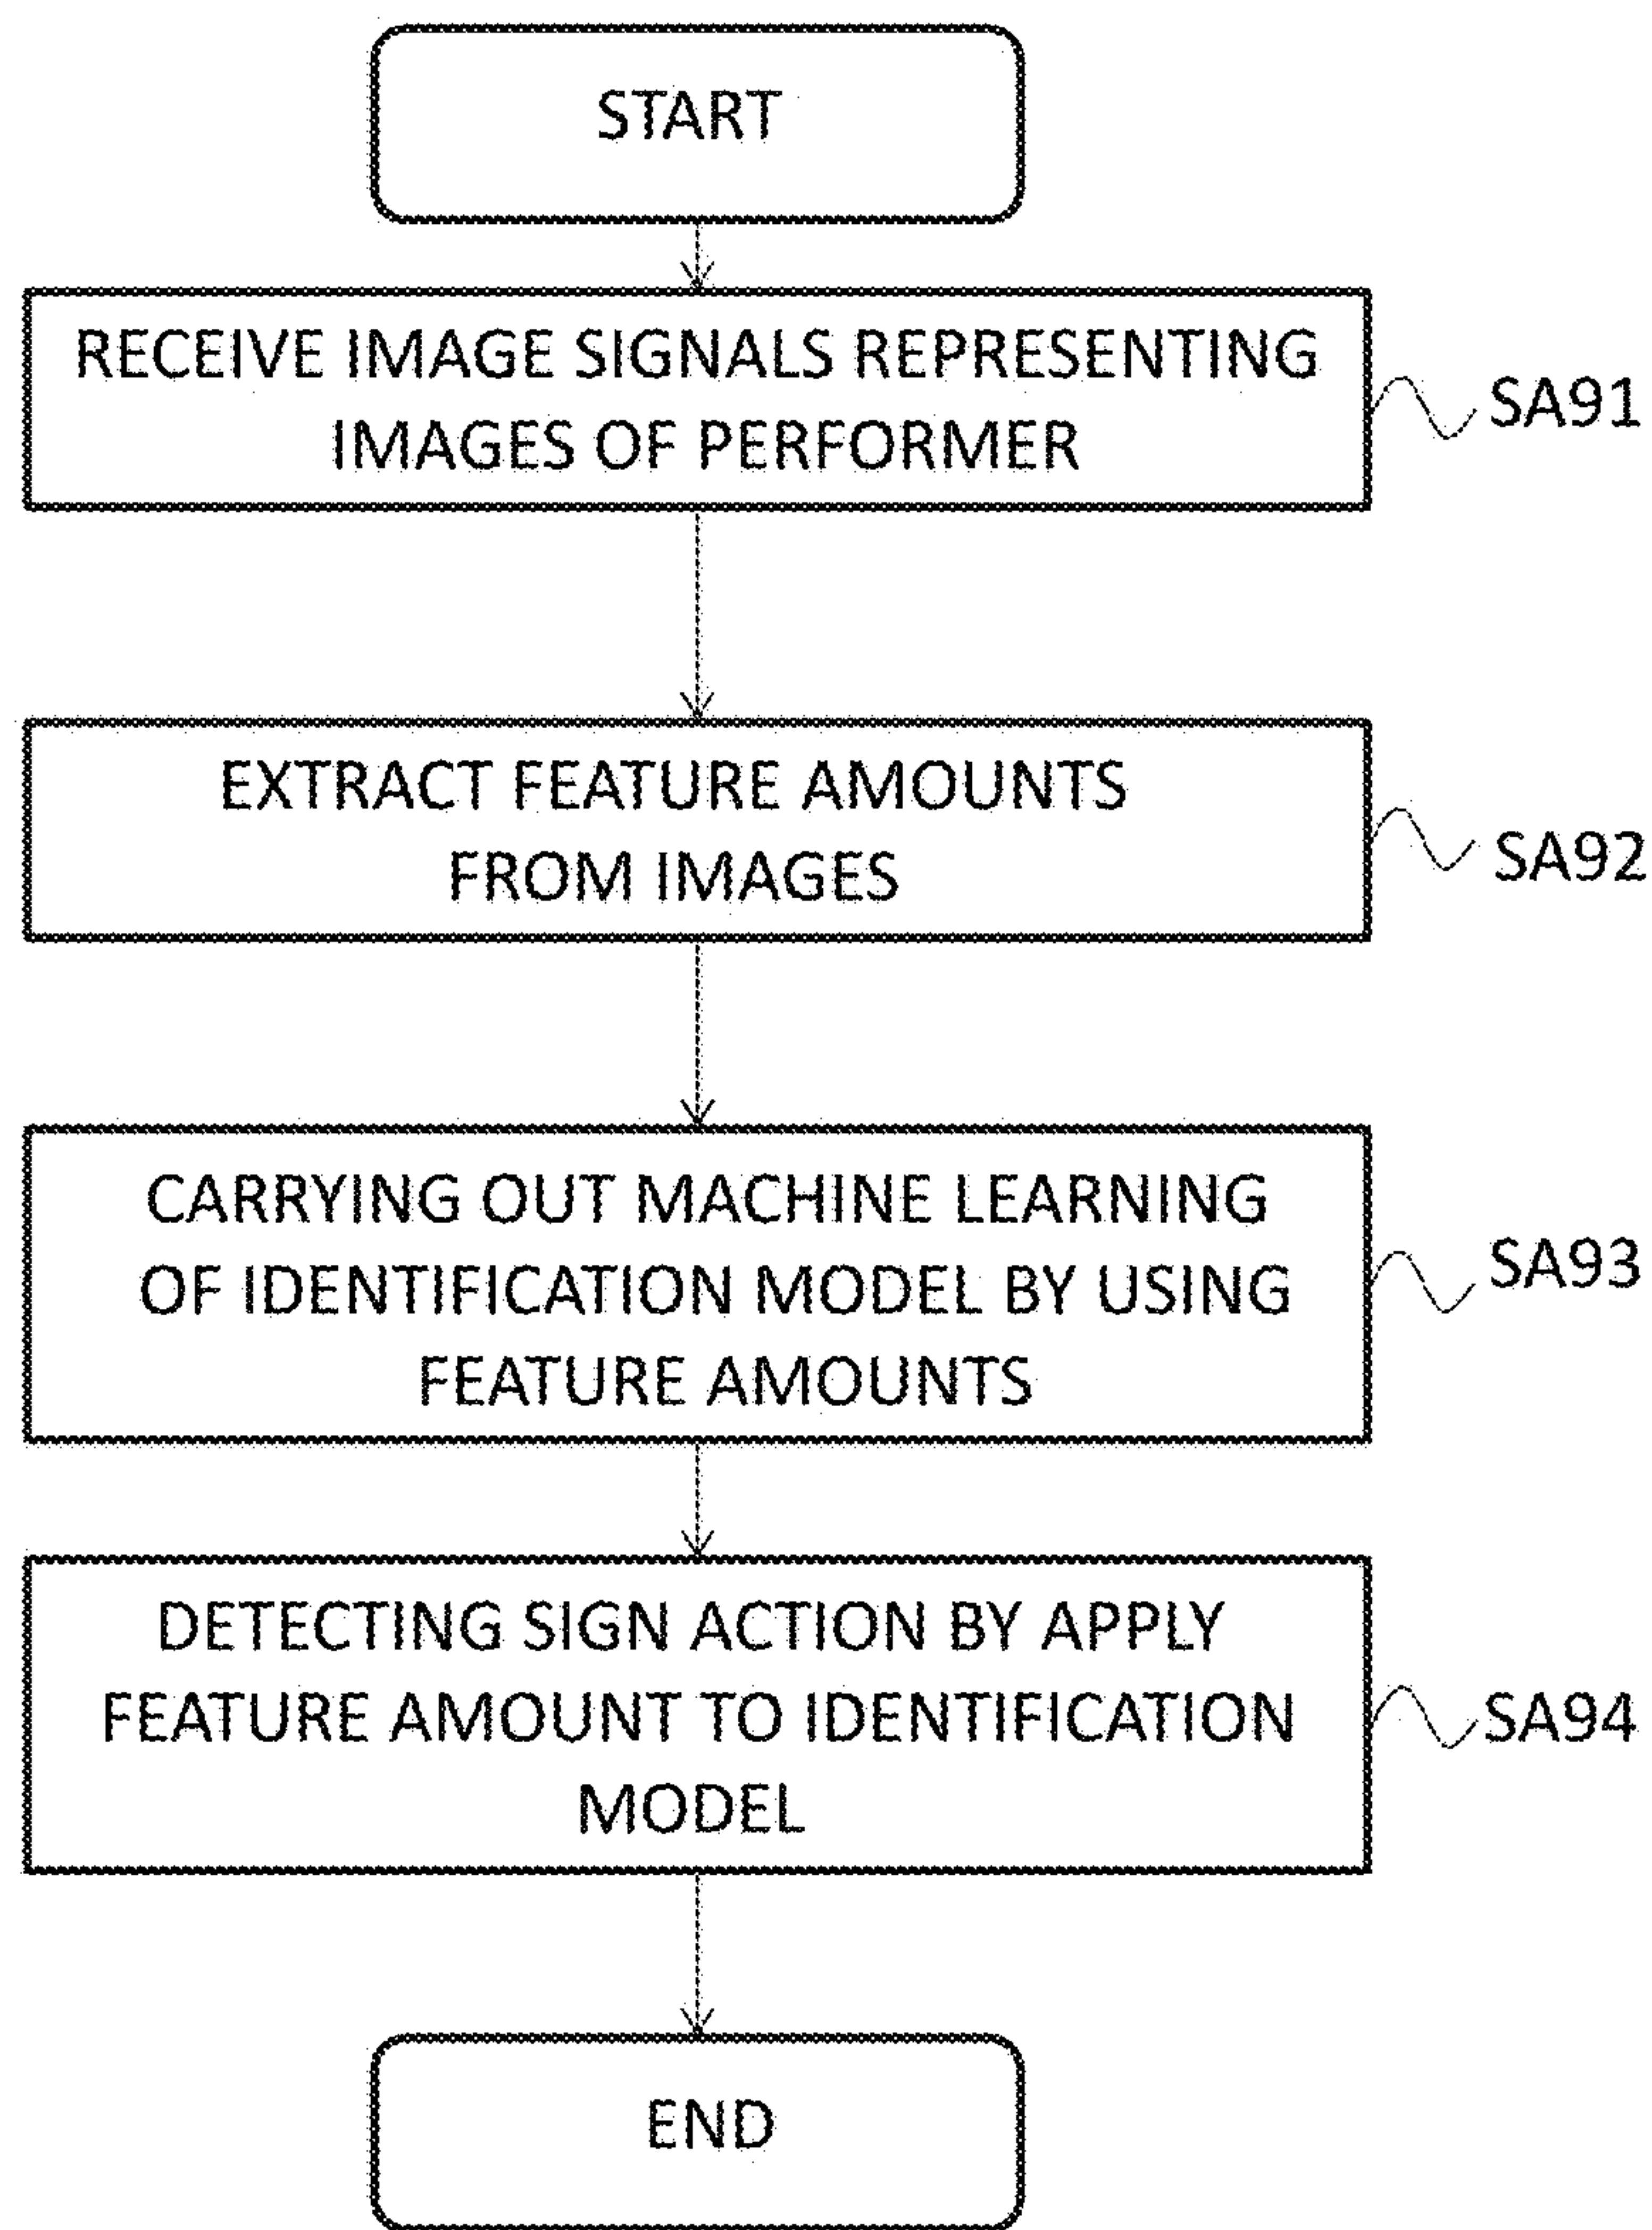 START
RECEIVE IMAGE SIGNALS REPRESENTING
IMAGES OF PERFORMER
SA91
EXTRACT FEATURE AMOUNTS
FROM IMAGES
SA92
CARRYING OUT MACHINE LEARNING
OF IDENTIFICATION MODEL BY USING
FEATURE AMOUNTS
SA93
DETECTING SIGN ACTION BY APPLY
FEATURE AMOUNT TO IDENTIFICATION
MODEL
SA94
END